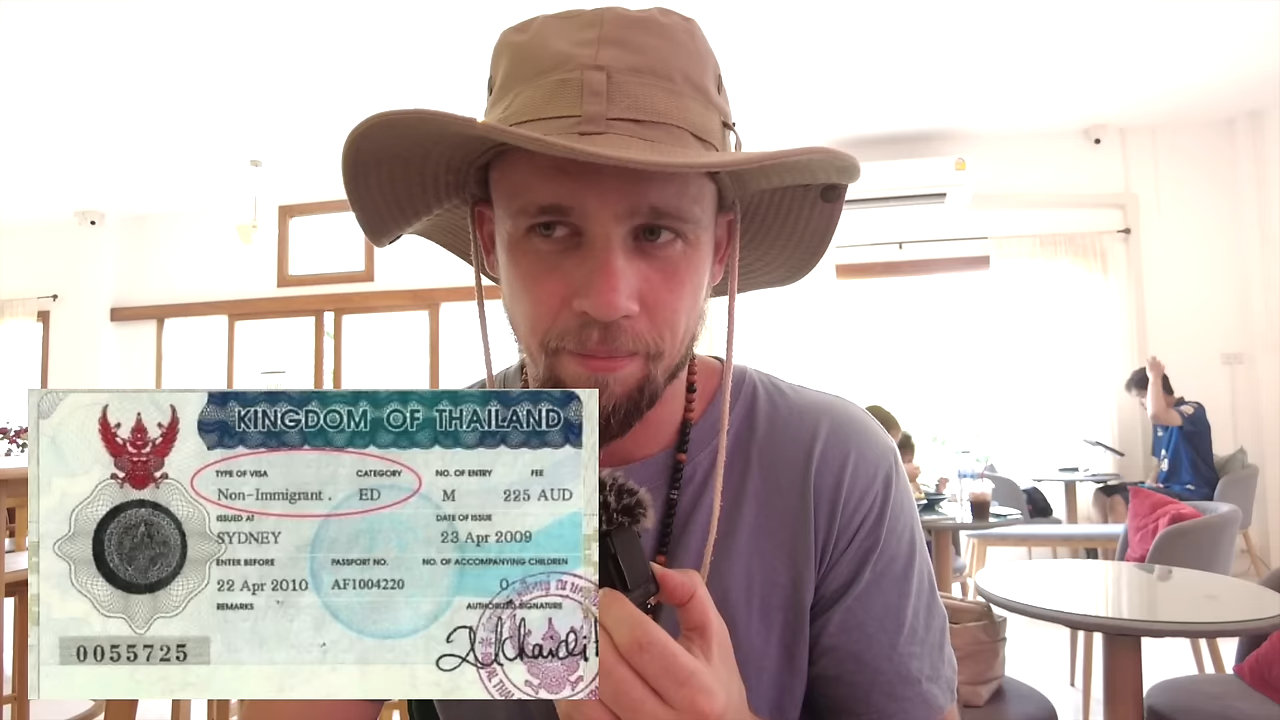 KINGDOM OF THAILAND
TYPE OF VISA CATEGORY NO. OF ENTRY FEE
Non-Immigrant . ED M 225 AUD
ISSUED AT DATE OF ISSUE
SYDNEY 23 Apr 2009
ENTER BEFORE PASSPORT NO. NO. OF ACCOMPANYING CHILDREN
22 Apr 2010 AF1004220 0
REMARKS AUTHORIZED SIGNATURE
0055725